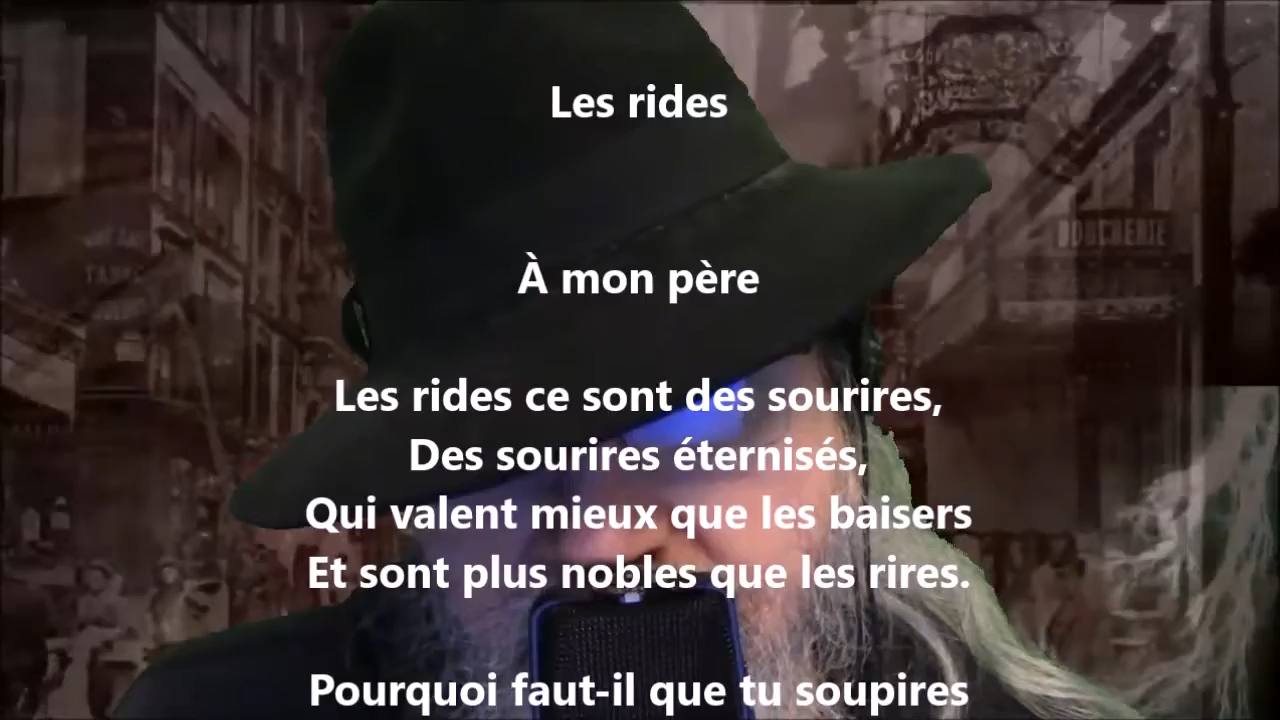 Les rides
À mon père
Les rides ce sont des sourires,
Des sourires éternisés,
Qui valent mieux que les baisers
Et sont plus nobles que les rires.
Pourquoi faut-il que tu soupires
BOUCHERIE